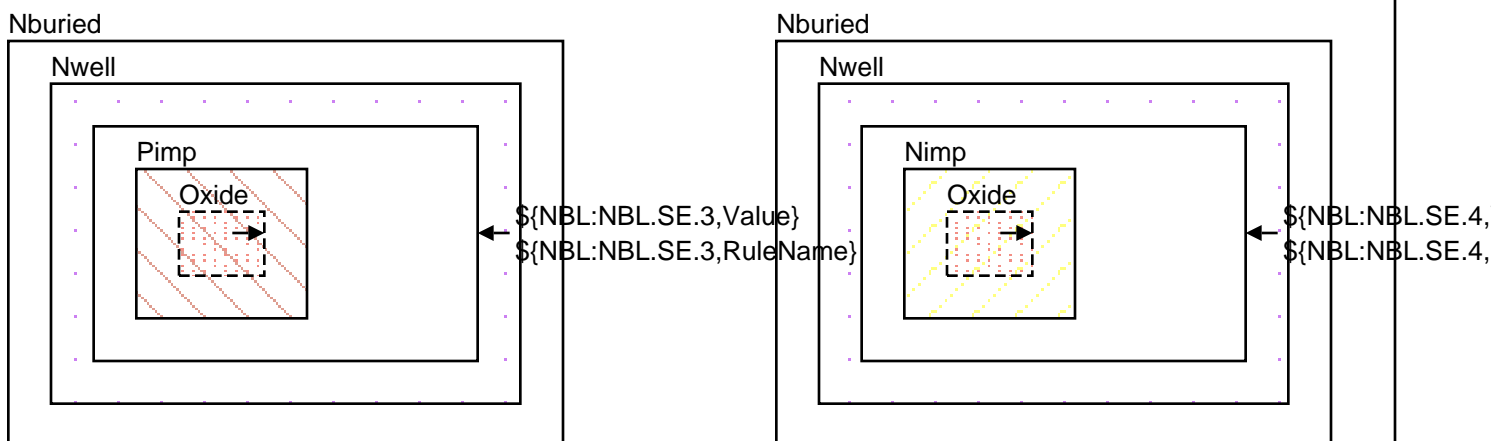 Nburied
Nwell
Pimp
Oxide
${NBL:NBL.SE.3,Value}
${NBL:NBL.SE.3,RuleName}
Nburied
Nwell
Nimp
Oxide
${NBL:NBL.SE.4,
${NBL:NBL.SE.4,